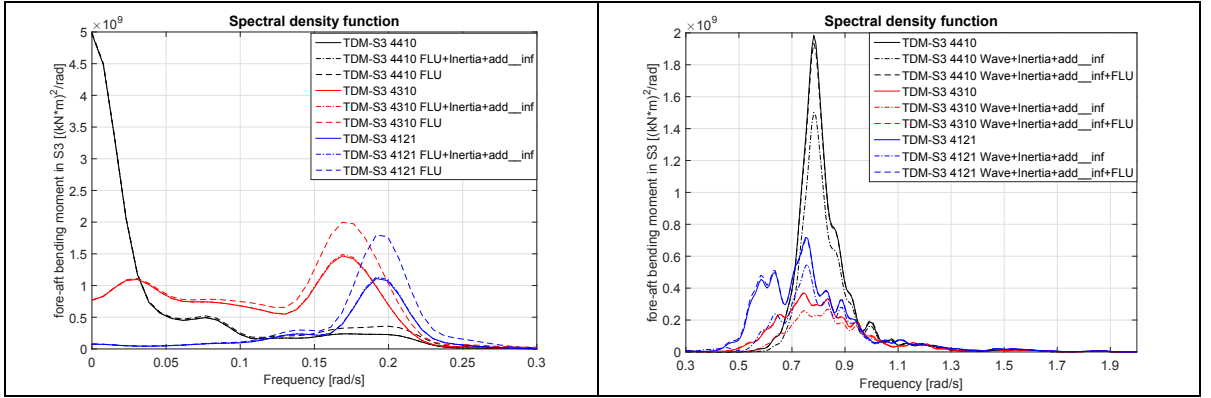 Spectral density function
×10^9
5
4.5
4
3.5
3
2.5
2
1.5
1
0.5
0
fore-aft bending moment in S3 [(kN*m)^2/rad]
TDM-S3 4410
TDM-S3 4410 FLU+Inertia+add__inf
TDM-S3 4410 FLU
TDM-S3 4310
TDM-S3 4310 FLU+Inertia+add__inf
TDM-S3 4310 FLU
TDM-S3 4121
TDM-S3 4121 FLU+Inertia+add__inf
TDM-S3 4121 FLU
0 0.05 0.1 0.15 0.2 0.25 0.3
Frequency [rad/s]
Spectral density function
×10^9
2
1.8
1.6
1.4
1.2
1
0.8
0.6
0.4
0.2
0
fore-aft bending moment in S3 [(kN*m)^2/rad]
TDM-S3 4410
TDM-S3 4410 Wave+Inertia+add__inf
TDM-S3 4410 Wave+Inertia+add__inf+FLU
TDM-S3 4310
TDM-S3 4310 Wave+Inertia+add__inf
TDM-S3 4310 Wave+Inertia+add__inf+FLU
TDM-S3 4121
TDM-S3 4121 Wave+Inertia+add__inf
TDM-S3 4121 Wave+Inertia+add__inf+FLU
0.3 0.5 0.7 0.9 1.1 1.3 1.5 1.7 1.9
Frequency [rad/s]